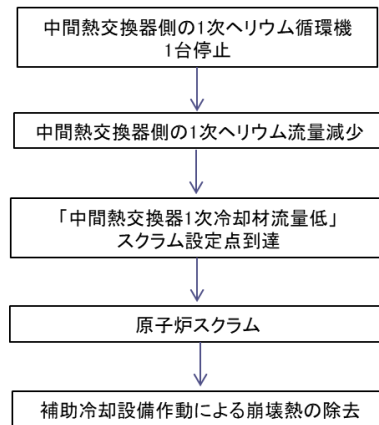 中間熱交換器側の1次ヘリウム循環機
1台停止
中間熱交換器側の1次ヘリウム流量減少
「中間熱交換器1次冷却材流量低」
スクラム設定点到達
原子炉スクラム
補助冷却設備作動による崩壊熱の除去